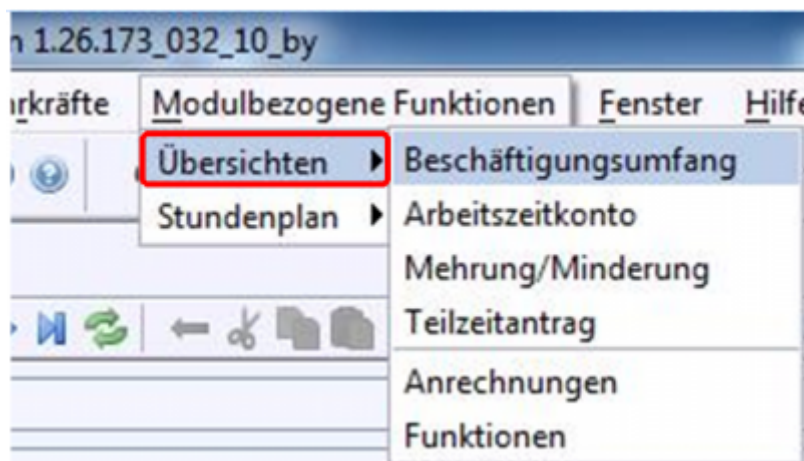 n 1.26.173_032_10_by
rkräfte Modulbezogene Funktionen Fenster Hilfe
Übersichten Beschäftigungsumfang
Stundenplan Arbeitszeitkonto
Mehrung/Minderung
Teilzeitantrag
Anrechnungen
Funktionen